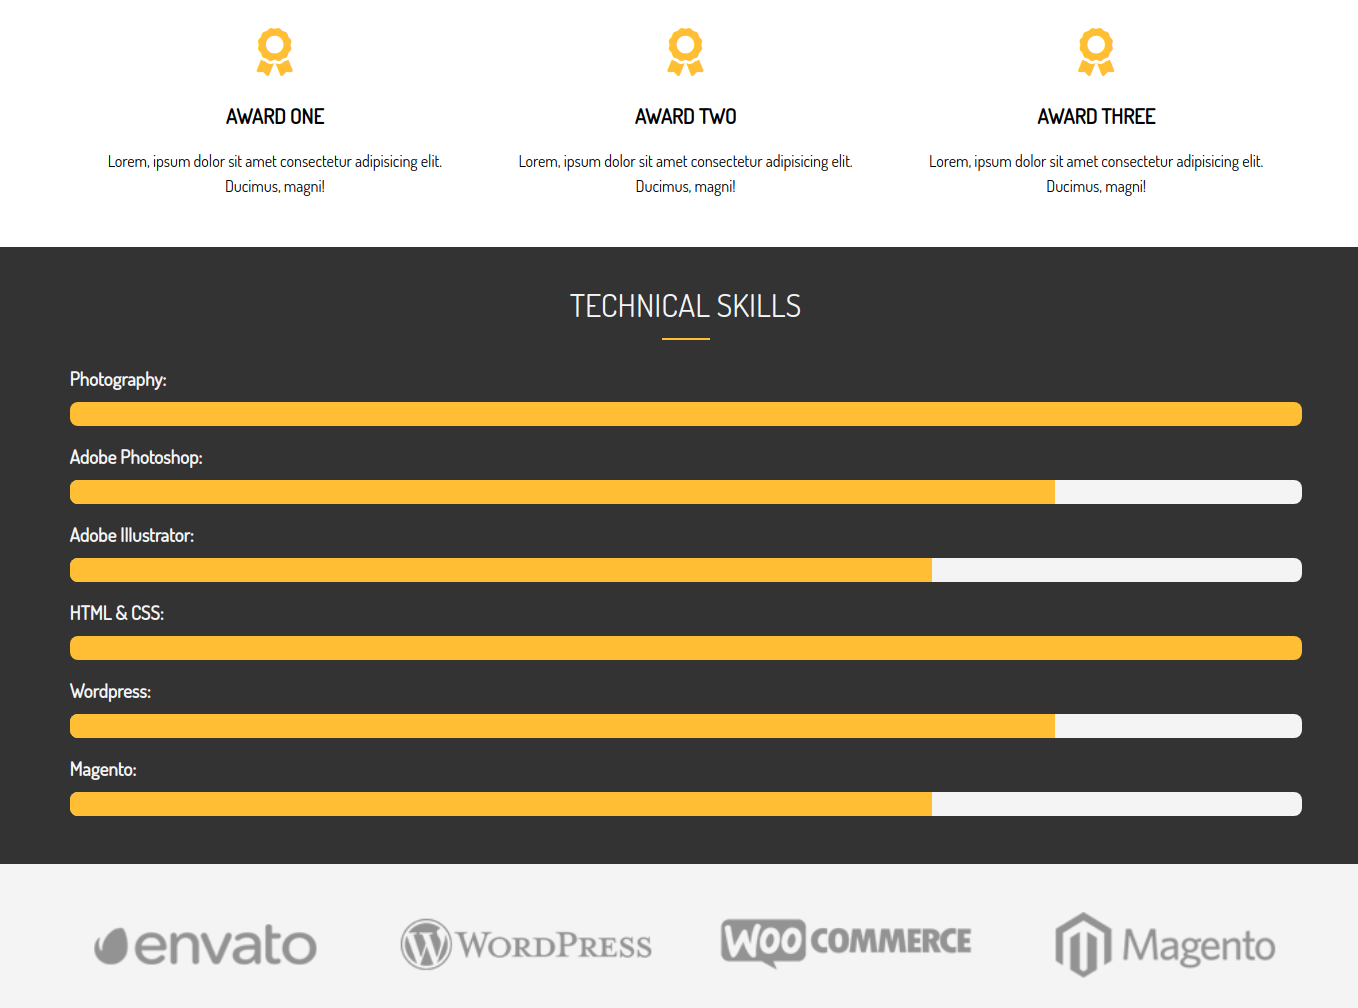 AWARD ONE
Lorem, ipsum dolor sit amet consectetur adipisicing elit.
Ducimus, magni!
AWARD TWO
Lorem, ipsum dolor sit amet consectetur adipisicing elit.
Ducimus, magni!
AWARD THREE
Lorem, ipsum dolor sit amet consectetur adipisicing elit.
Ducimus, magni!
TECHNICAL SKILLS
Photography:
Adobe Photoshop:
Adobe Illustrator:
HTML & CSS:
Wordpress:
Magento:
envato
WORDPRESS
WOO COMMERCE
Magento